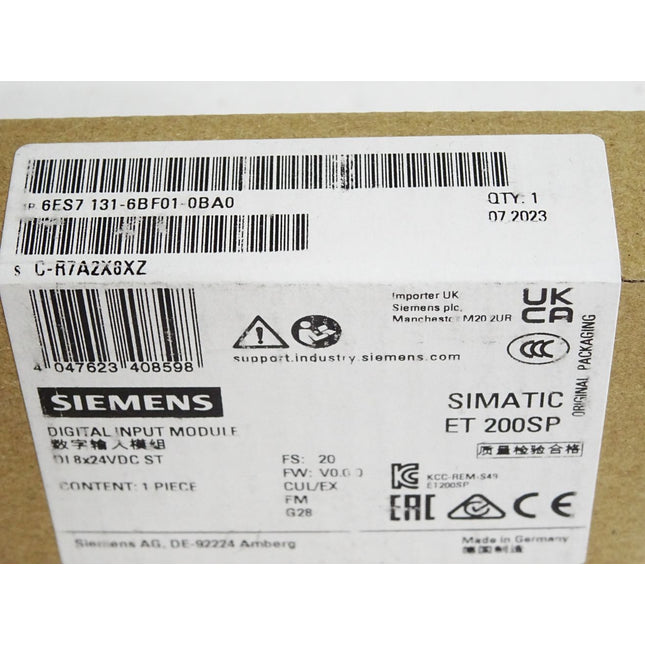 1P 6ES7 131-6BF01-0BA0
QTY: 1
07.2023
S C-R7A2X8XZ
Importer UK
Siemens plc,
Manchester M20 2UR
UK
CA
4 047623 408598
support.industry.siemens.com
CCC
ORIGINAL PACKAGING
SIEMENS
SIMATIC
ET 200SP
DIGITAL INPUT MODULE
数字输入模组
DI 8x24VDC ST
质量检验合格
CONTENT: 1 PIECE
FS: 20
FW: V0.0.0
CUL/EX
FM
G28
KCC-REM-S49
ET200SP
EAC
CE
Siemens AG, DE-92224 Amberg
Made in Germany
德国制造